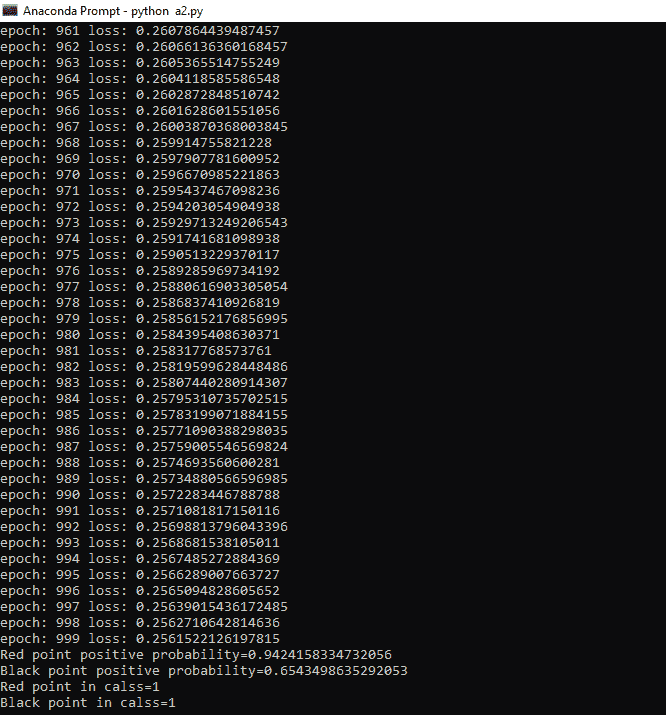 Anaconda Prompt - python  a2.py
epoch: 961 loss: 0.2607864439487457
epoch: 962 loss: 0.26066136360168457
epoch: 963 loss: 0.2605365514755249
epoch: 964 loss: 0.2604118585586548
epoch: 965 loss: 0.2602872848510742
epoch: 966 loss: 0.2601628601551056
epoch: 967 loss: 0.26003870368003845
epoch: 968 loss: 0.259914755821228
epoch: 969 loss: 0.2597907781600952
epoch: 970 loss: 0.2596670985221863
epoch: 971 loss: 0.2595437467098236
epoch: 972 loss: 0.2594203054904938
epoch: 973 loss: 0.25929713249206543
epoch: 974 loss: 0.2591741681098938
epoch: 975 loss: 0.2590513229370117
epoch: 976 loss: 0.2589285969734192
epoch: 977 loss: 0.25880616903305054
epoch: 978 loss: 0.2586837410926819
epoch: 979 loss: 0.25856152176856995
epoch: 980 loss: 0.2584395408630371
epoch: 981 loss: 0.258317768573761
epoch: 982 loss: 0.25819599628448486
epoch: 983 loss: 0.25807440280914307
epoch: 984 loss: 0.25795310735702515
epoch: 985 loss: 0.25783199071884155
epoch: 986 loss: 0.25771090388298035
epoch: 987 loss: 0.25759005546569824
epoch: 988 loss: 0.2574693560600281
epoch: 989 loss: 0.25734880566596985
epoch: 990 loss: 0.2572283446788788
epoch: 991 loss: 0.2571081817150116
epoch: 992 loss: 0.25698813796043396
epoch: 993 loss: 0.2568681538105011
epoch: 994 loss: 0.2567485272884369
epoch: 995 loss: 0.2566289007663727
epoch: 996 loss: 0.2565094828605652
epoch: 997 loss: 0.25639015436172485
epoch: 998 loss: 0.2562710642814636
epoch: 999 loss: 0.2561522126197815
Red point positive probability=0.9424158334732056
Black point positive probability=0.6543498635292053
Red point in calss=1
Black point in calss=1